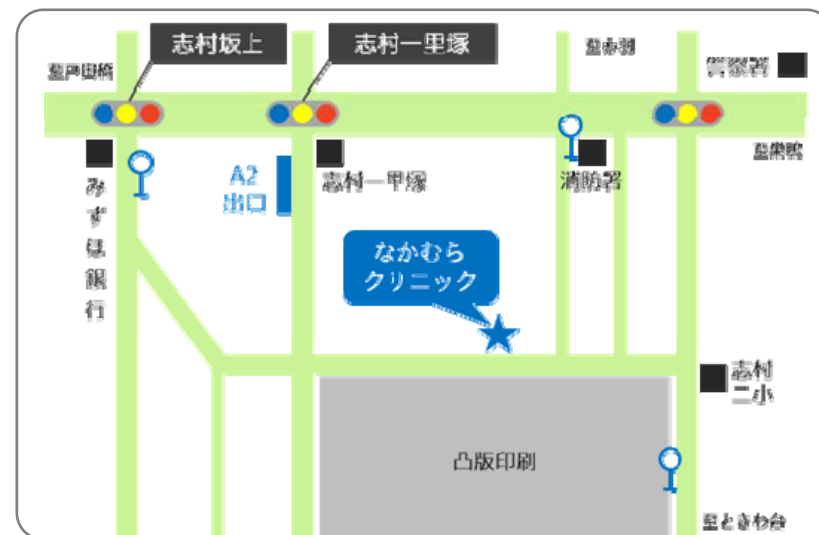 志村坂上
志村一里塚
至赤羽
警察署
至戸田橋
至巣鴨
みずほ銀行
A2
出口
志村一里塚
消防署
なかむら
クリニック
志村
二小
凸版印刷
至ときわ台